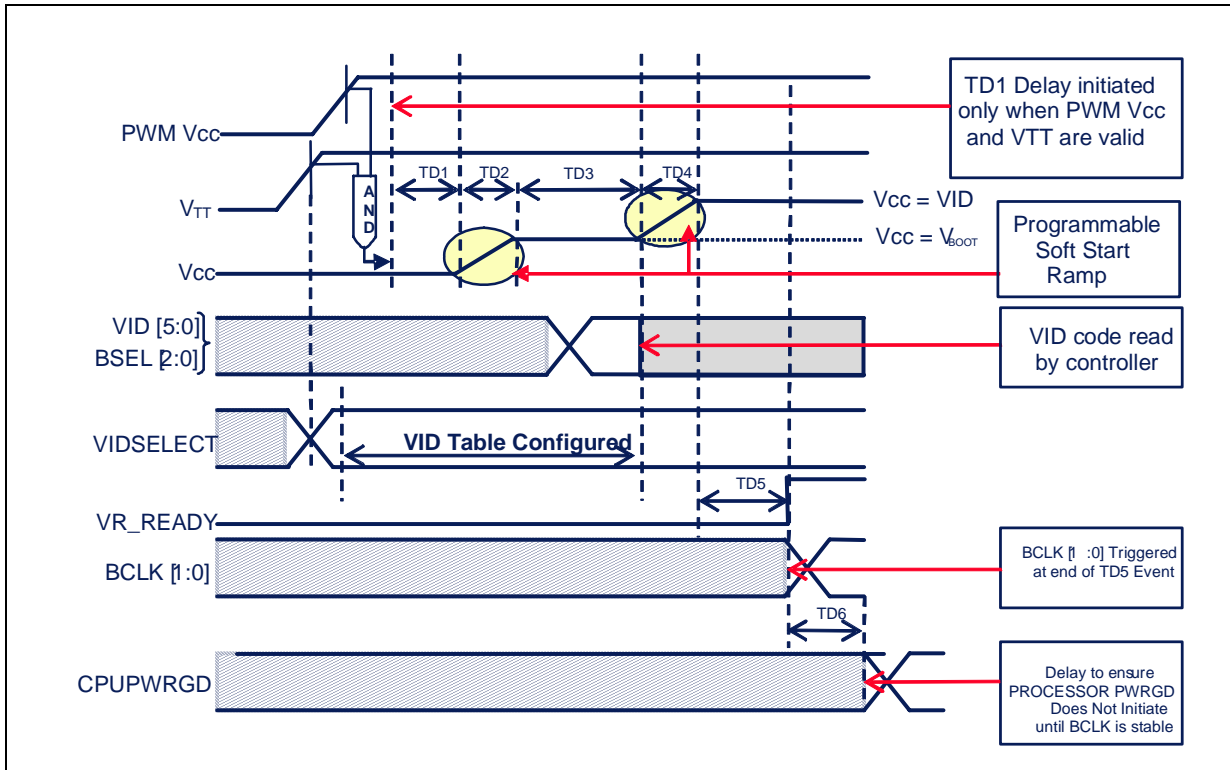 TD1 Delay initiated
only when PWM Vcc
and VTT are valid
PWM Vcc
VTT
AND
TD1
TD2
TD3
TD4
Vcc = VID
Vcc = VBOOT
Vcc
Programmable
Soft Start
Ramp
VID [5:0]
BSEL [2:0]
VID code read
by controller
VIDSELECT
VID Table Configured
TD5
VR_READY
BCLK [1:0]
BCLK [1 :0] Triggered
at end of TD5 Event
TD6
CPUPWRGD
Delay to ensure
PROCESSOR PWRGD
Does Not Initiate
until BCLK is stable